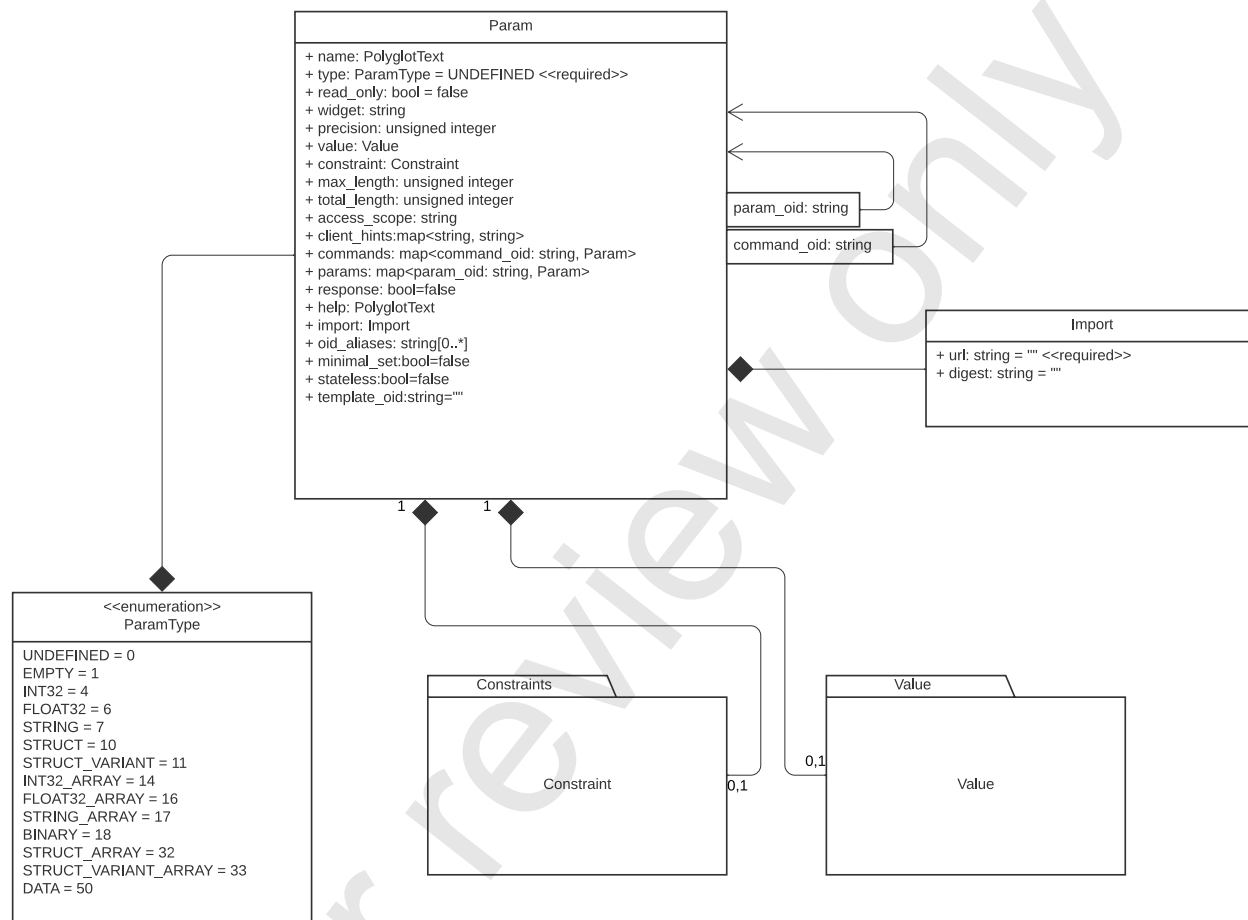 Param
+ name: PolyglotText
+ type: ParamType = UNDEFINED <<required>>
+ read_only: bool = false
+ widget: string
+ precision: unsigned integer
+ value: Value
+ constraint: Constraint
+ max_length: unsigned integer
+ total_length: unsigned integer
+ access_scope: string
+ client_hints:map<string, string>
+ commands: map<command_oid: string, Param>
+ params: map<param_oid: string, Param>
+ response: bool=false
+ help: PolyglotText
+ import: Import
+ oid_aliases: string[0..*]
+ minimal_set:bool=false
+ stateless:bool=false
+ template_oid:string=""
param_oid: string
command_oid: string
Import
+ url: string = "" <<required>>
+ digest: string = ""
1
1
<<enumeration>>
ParamType
UNDEFINED = 0
EMPTY = 1
INT32 = 4
FLOAT32 = 6
STRING = 7
STRUCT = 10
STRUCT_VARIANT = 11
INT32_ARRAY = 14
FLOAT32_ARRAY = 16
STRING_ARRAY = 17
BINARY = 18
STRUCT_ARRAY = 32
STRUCT_VARIANT_ARRAY = 33
DATA = 50
Constraints
Constraint
0,1
Value
0,1
Value
r review only